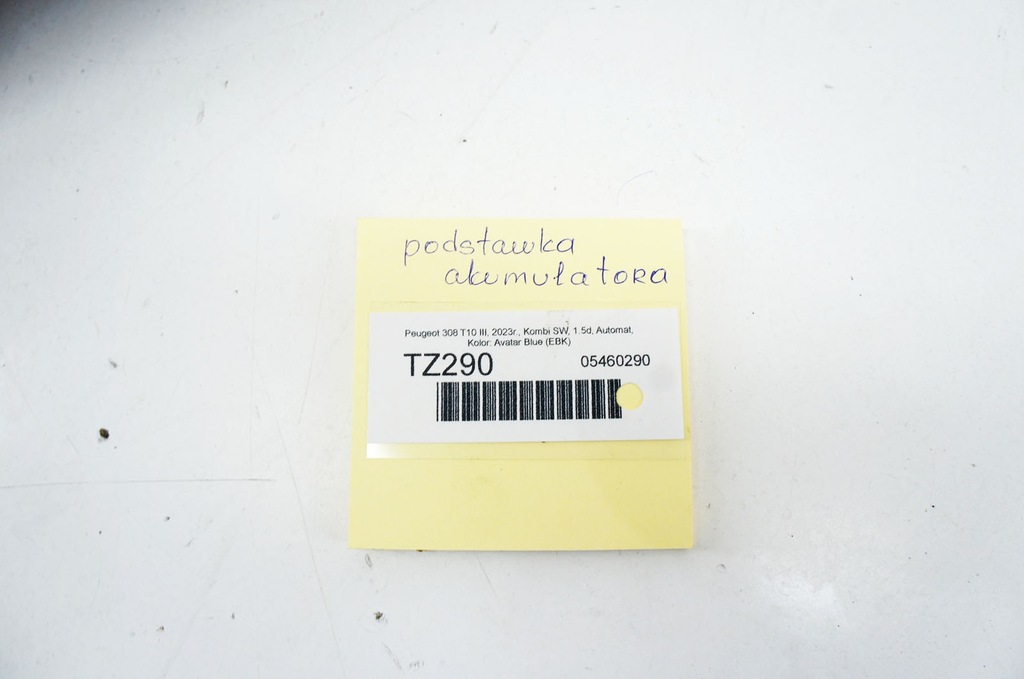 podstawka
akumulatora
Peugeot 308 T10 III, 2023r., Kombi SW, 1.5d, Automat,
Kolor: Avatar Blue (EBK)
TZ290 05460290